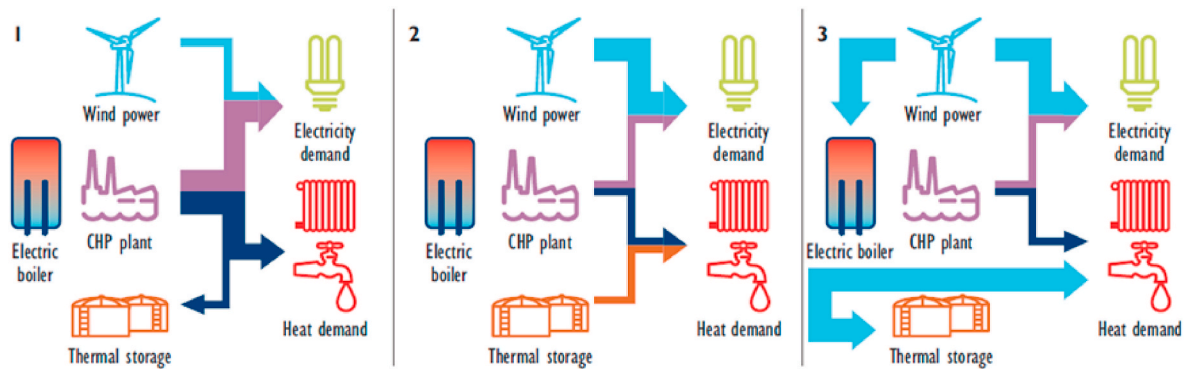 1
Wind power
Electricity
demand
Electric
boiler
CHP plant
Thermal storage
Heat demand
2
Wind power
Electricity
demand
Electric
boiler
CHP plant
Thermal storage
Heat demand
3
Wind power
Electricity
demand
Electric boiler
CHP plant
Thermal storage
Heat demand